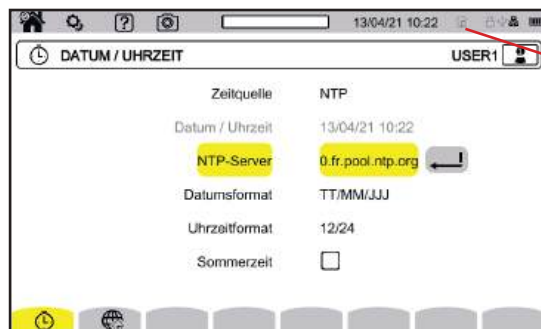 13/04/21 10:22
DATUM / UHRZEIT USER1
Zeitquelle NTP
Datum / Uhrzeit 13/04/21 10:22
NTP-Server 0.fr.pool.ntp.org
Datumsformat TT/MM/JJJ
Uhrzeitformat 12/24
Sommerzeit